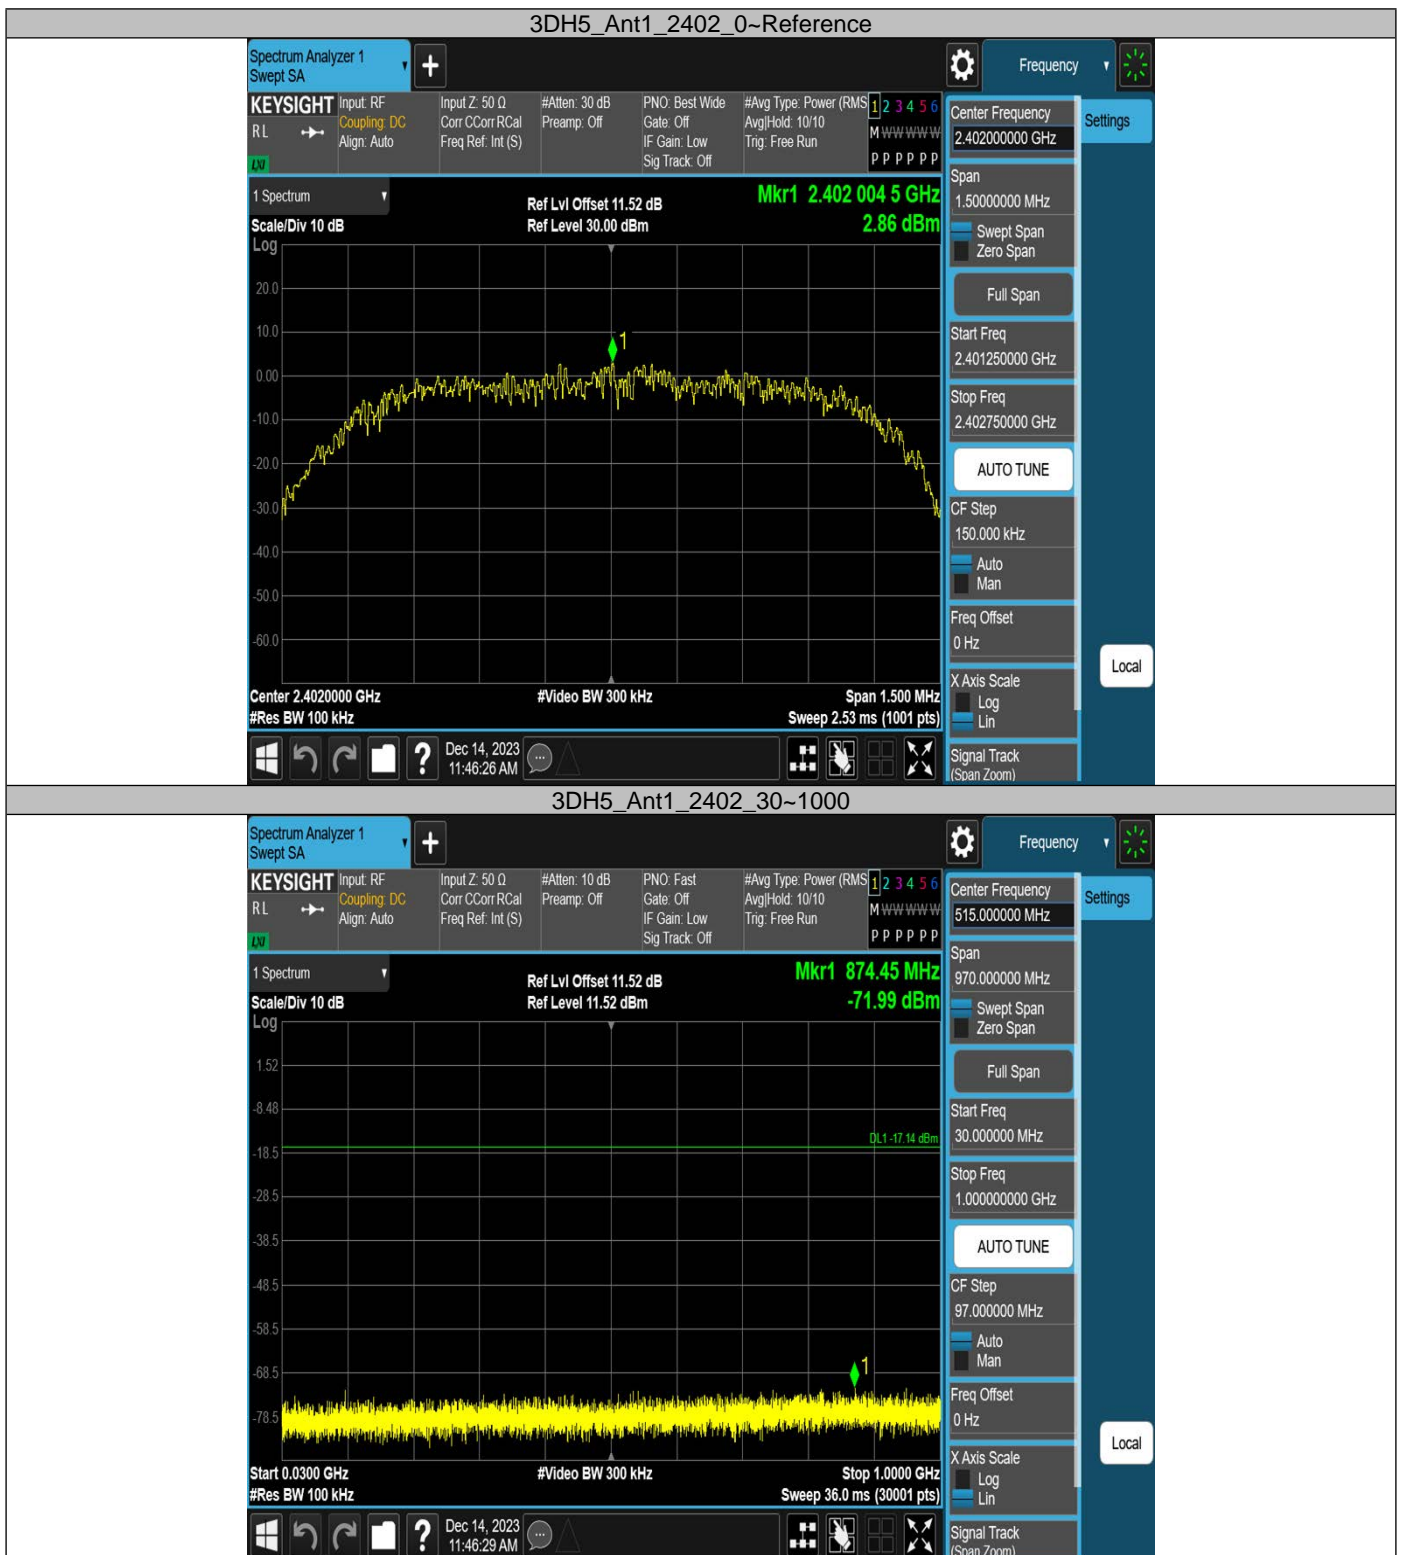 3DH5_Ant1_2402_0~Reference
Spectrum Analyzer 1
Swept SA
Frequency
KEYSIGHT
RL
LXI
Input: RF
Coupling: DC
Align: Auto
Input Z: 50 Ω
Corr CCorr RCal
Freq Ref: Int (S)
#Atten: 30 dB
Preamp: Off
PNO: Best Wide
Gate: Off
IF Gain: Low
Sig Track: Off
#Avg Type: Power (RMS
Avg|Hold: 10/10
Trig: Free Run
1 2 3 4 5 6
M W W W W W
P P P P P P
1 Spectrum
Scale/Div 10 dB
Ref Lvl Offset 11.52 dB
Ref Level 30.00 dBm
Mkr1 2.402 004 5 GHz
2.86 dBm
Log
20.0
10.0
0.00
-10.0
-20.0
-30.0
-40.0
-50.0
-60.0
1
Center 2.4020000 GHz
#Res BW 100 kHz
#Video BW 300 kHz
Span 1.500 MHz
Sweep 2.53 ms (1001 pts)
Dec 14, 2023
11:46:26 AM
Center Frequency
2.402000000 GHz
Settings
Span
1.50000000 MHz
Swept Span
Zero Span
Full Span
Start Freq
2.401250000 GHz
Stop Freq
2.402750000 GHz
AUTO TUNE
CF Step
150.000 kHz
Auto
Man
Freq Offset
0 Hz
X Axis Scale
Log
Lin
Local
Signal Track
(Span Zoom)
3DH5_Ant1_2402_30~1000
Spectrum Analyzer 1
Swept SA
Frequency
KEYSIGHT
RL
LXI
Input: RF
Coupling: DC
Align: Auto
Input Z: 50 Ω
Corr CCorr RCal
Freq Ref: Int (S)
#Atten: 10 dB
Preamp: Off
PNO: Fast
Gate: Off
IF Gain: Low
Sig Track: Off
#Avg Type: Power (RMS
Avg|Hold: 10/10
Trig: Free Run
1 2 3 4 5 6
M W W W W W
P P P P P P
1 Spectrum
Scale/Div 10 dB
Ref Lvl Offset 11.52 dB
Ref Level 11.52 dBm
Mkr1 874.45 MHz
-71.99 dBm
Log
1.52
-8.48
-18.5
-28.5
-38.5
-48.5
-58.5
-68.5
-78.5
DL1 -17.14 dBm
1
Start 0.0300 GHz
#Res BW 100 kHz
#Video BW 300 kHz
Stop 1.0000 GHz
Sweep 36.0 ms (30001 pts)
Dec 14, 2023
11:46:29 AM
Center Frequency
515.000000 MHz
Settings
Span
970.000000 MHz
Swept Span
Zero Span
Full Span
Start Freq
30.000000 MHz
Stop Freq
1.000000000 GHz
AUTO TUNE
CF Step
97.000000 MHz
Auto
Man
Freq Offset
0 Hz
X Axis Scale
Log
Lin
Local
Signal Track
(Span Zoom)